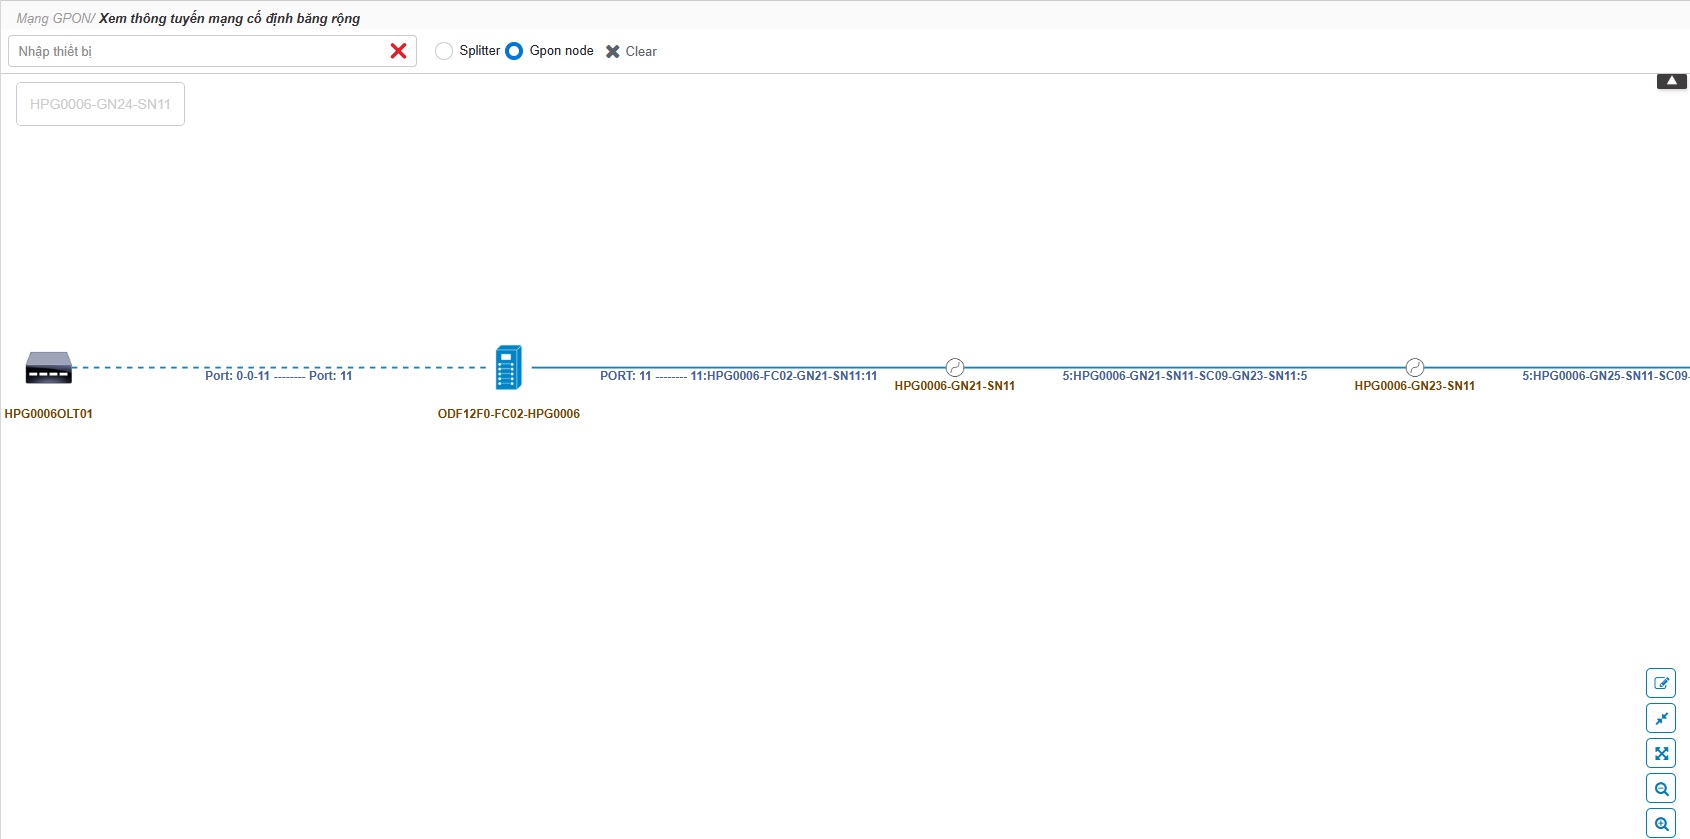 Mạng GPON/ Xem thông tuyến mạng cố định băng rộng
Nhập thiết bị
Splitter
Gpon node
Clear
HPG0006-GN24-SN11
Port: 0-0-11 -------- Port: 11
PORT: 11 -------- 11:HPG0006-FC02-GN21-SN11:11
HPG0006-GN21-SN11
5:HPG0006-GN21-SN11-SC09-GN23-SN11:5
HPG0006-GN23-SN11
5:HPG0006-GN25-SN11-SC09-
HPG0006OLT01
ODF12F0-FC02-HPG0006